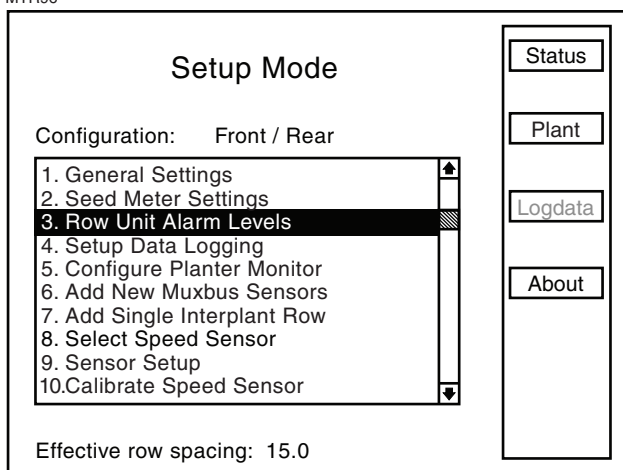 Setup Mode
Configuration: Front / Rear
1. General Settings
2. Seed Meter Settings
3. Row Unit Alarm Levels
4. Setup Data Logging
5. Configure Planter Monitor
6. Add New Muxbus Sensors
7. Add Single Interplant Row
8. Select Speed Sensor
9. Sensor Setup
10.Calibrate Speed Sensor
Effective row spacing: 15.0
Status
Plant
Logdata
About